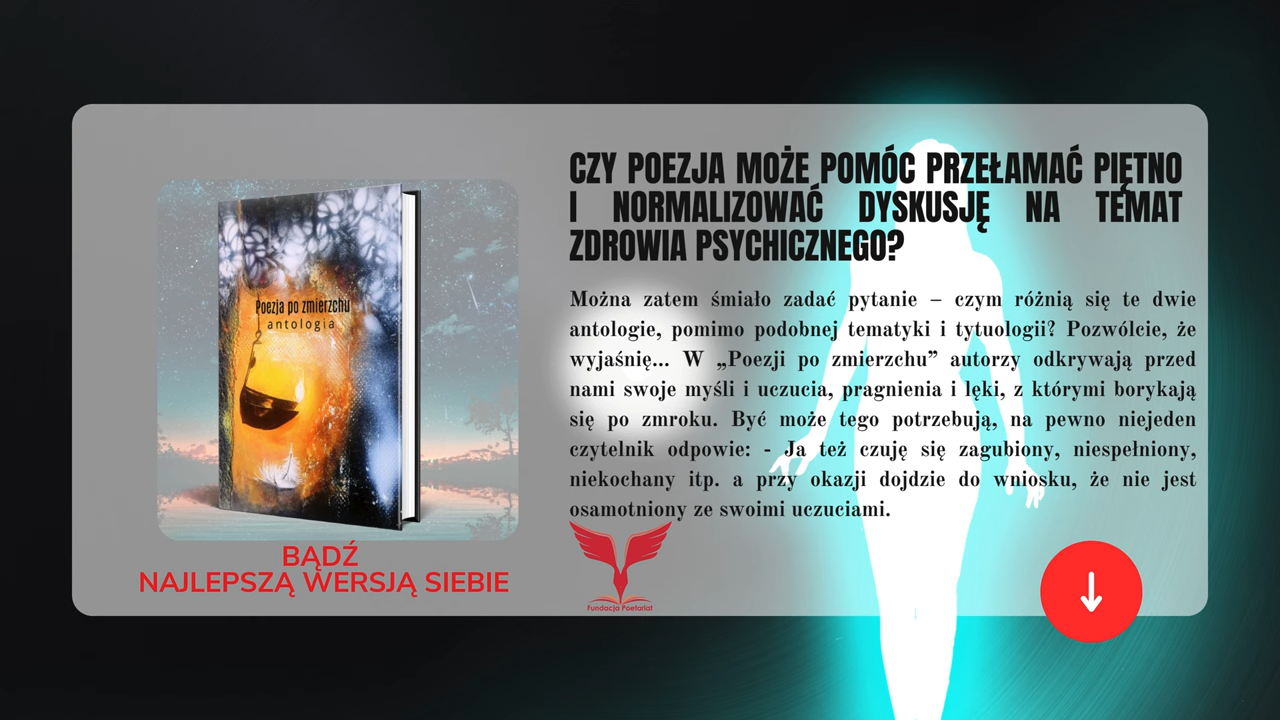 CZY POEZJA MOŻE POMÓC PRZEŁAMAĆ PIĘTNO
I NORMALIZOWAĆ DYSKUSJĘ NA TEMAT
ZDROWIA PSYCHICZNEGO?
Można zatem śmiało zadać pytanie – czym różnią się te dwie
antologie, pomimo podobnej tematyki i tytuologii? Pozwólcie, że
wyjaśnię... W „Poezji po zmierzchu” autorzy odkrywają przed
nami swoje myśli i uczucia, pragnienia i lęki, z którymi borykają
się po zmroku. Być może tego potrzebują, na pewno niejeden
czytelnik odpowie: - Ja też czuję się zagubiony, niespełniony,
niekochany itp. a przy okazji dojdzie do wniosku, że nie jest
osamotniony ze swoimi uczuciami.
Poezja po zmierzchu
antologia
BĄDŹ
NAJLEPSZĄ WERSJĄ SIEBIE
Fundacja Poetariat